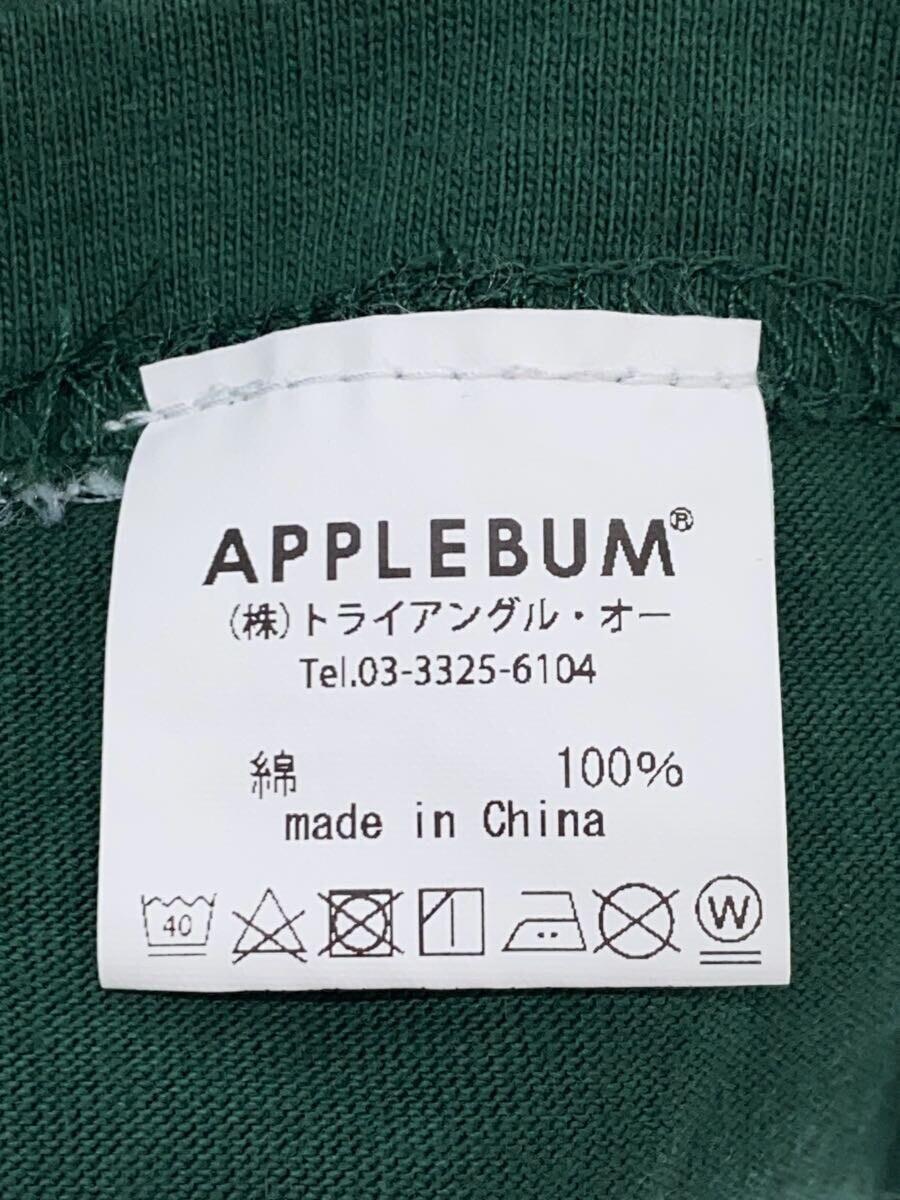 APPLEBUM®
(株)トライアングル・オー
Tel.03-3325-6104
綿 100%
made in China
40 W